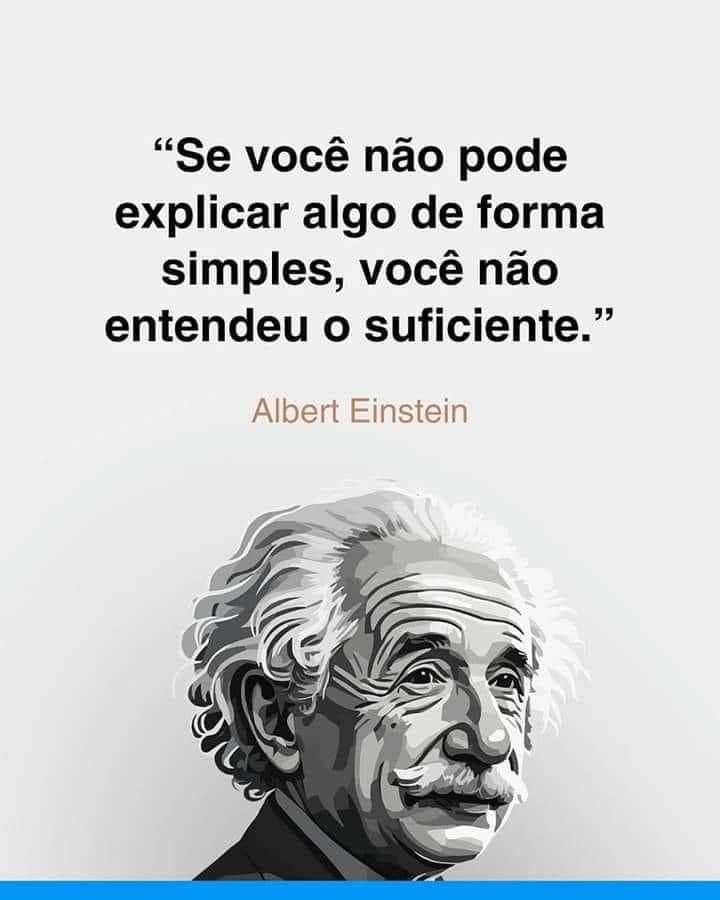 “Se você não pode
explicar algo de forma
simples, você não
entendeu o suficiente.”
Albert Einstein